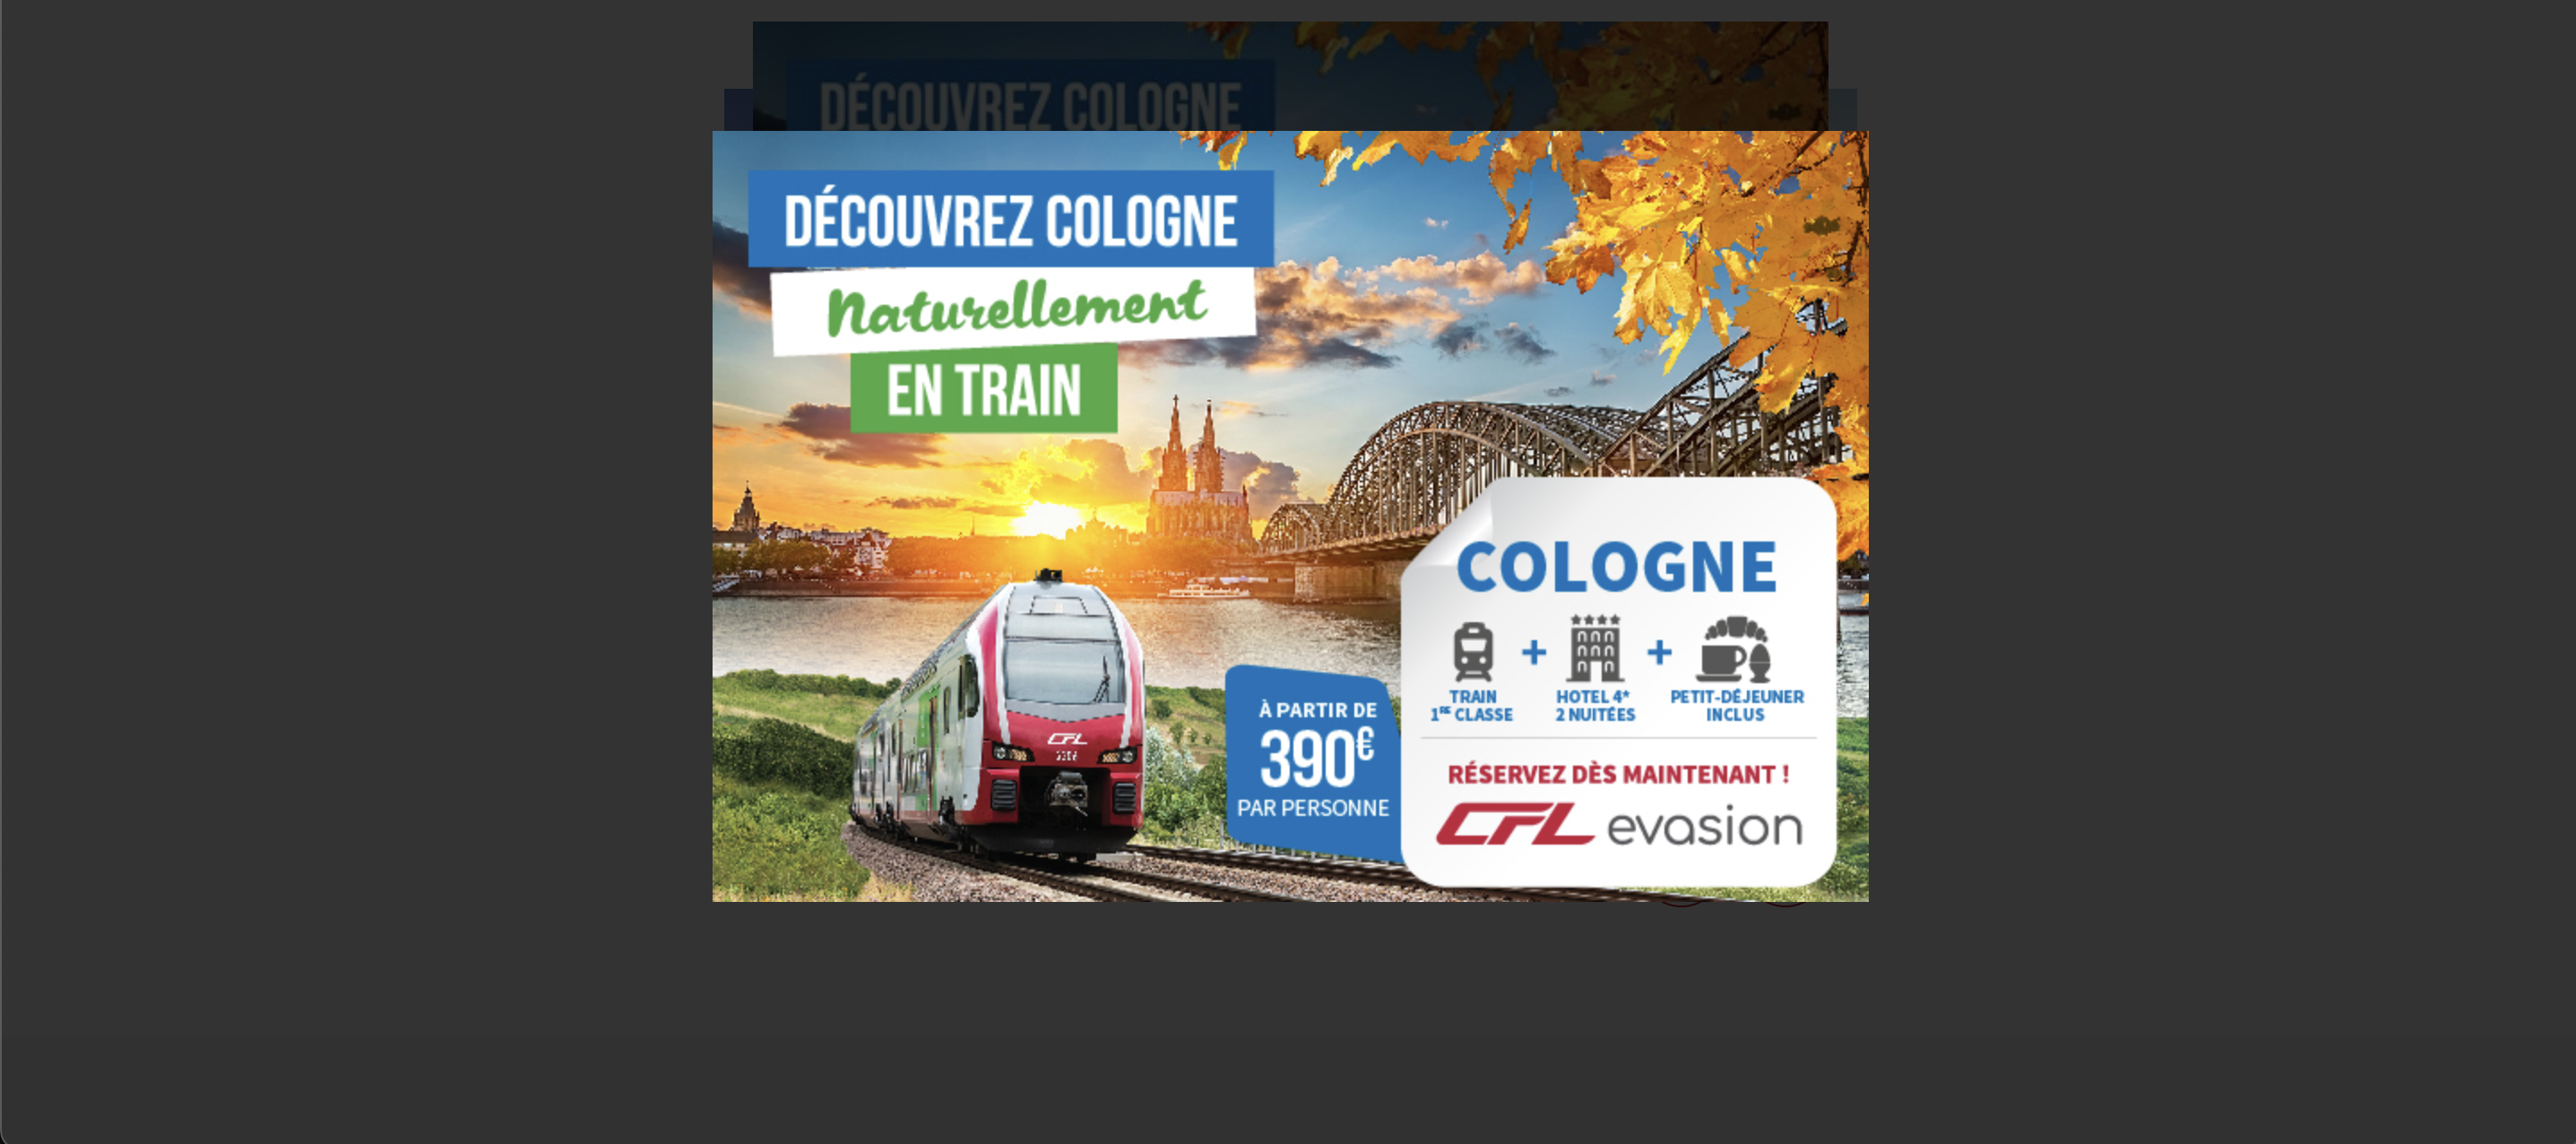 DÉCOUVREZ COLOGNE
DÉCOUVREZ COLOGNE
Naturellement
EN TRAIN
COLOGNE
TRAIN
1RE CLASSE
HOTEL 4*
2 NUITÉES
PETIT-DÉJEUNER
INCLUS
À PARTIR DE
390€
PAR PERSONNE
RÉSERVEZ DÈS MAINTENANT !
CFL evasion
CFL